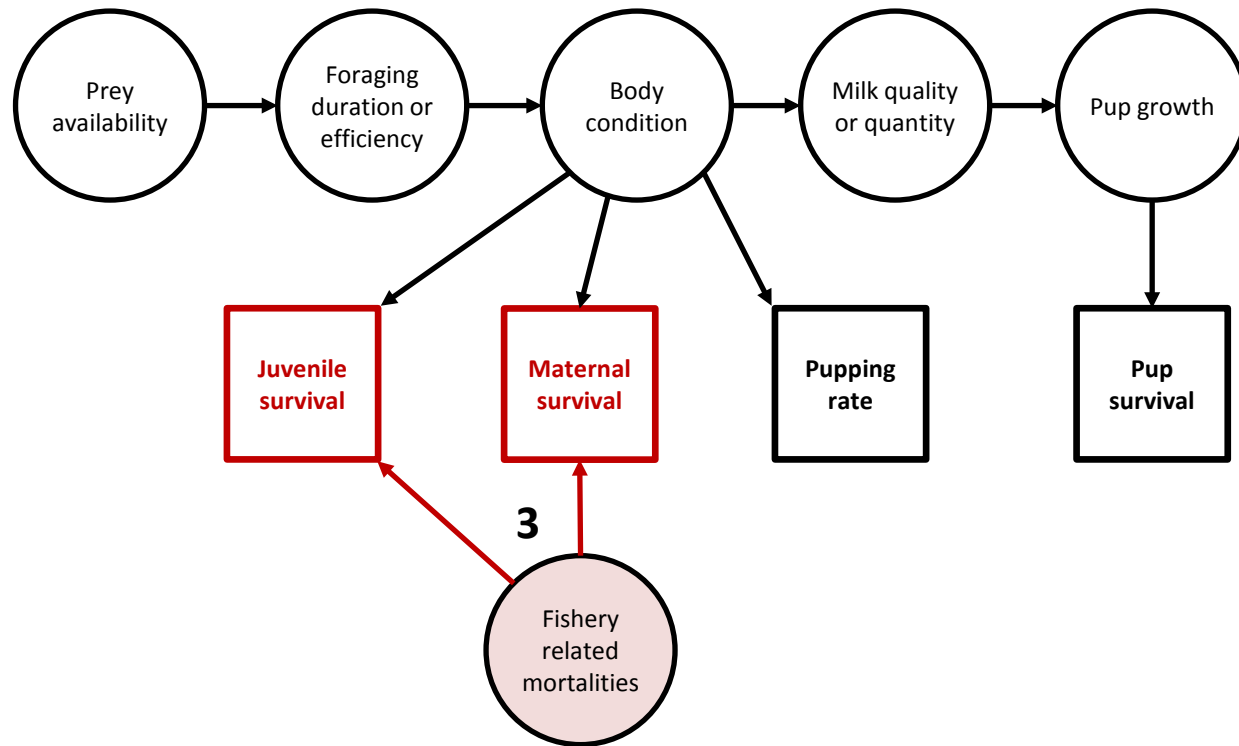 Prey
availability
Foraging
duration or
efficiency
Body
condition
Milk quality
or quantity
Pup growth
Juvenile
survival
Maternal
survival
Pupping
rate
Pup
survival
3
Fishery
related
mortalities